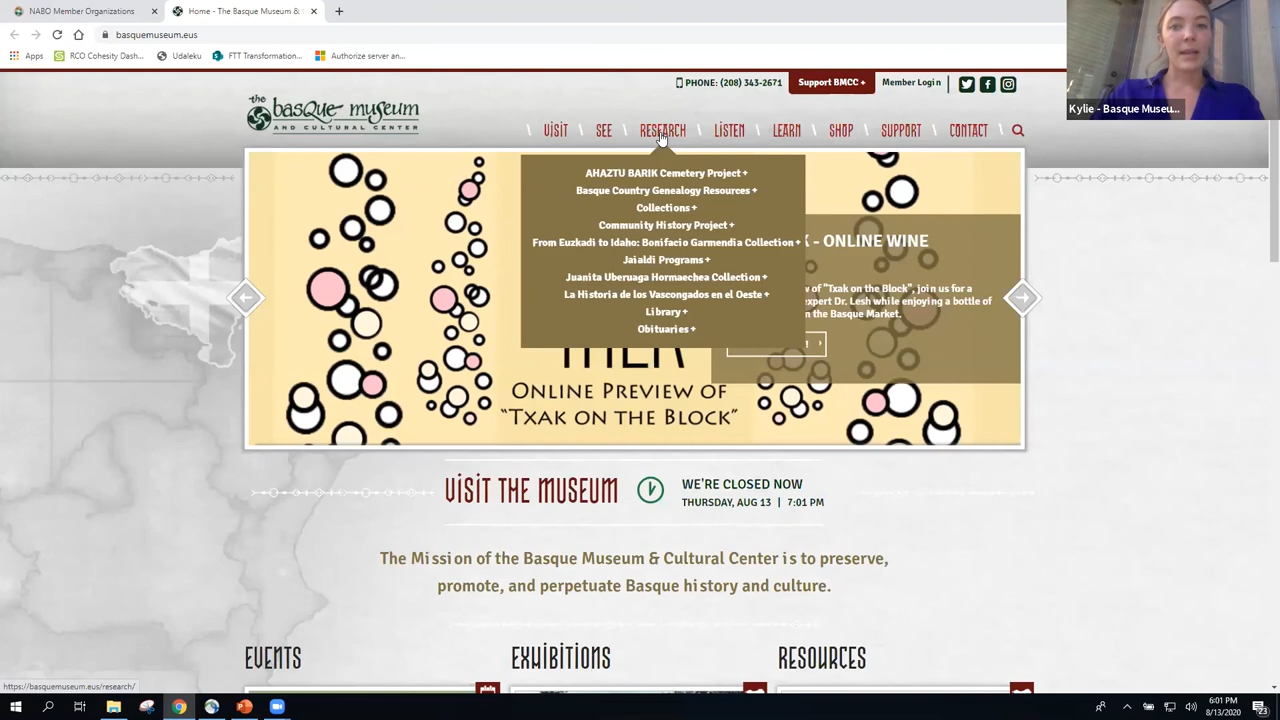 NABO Member Organizations
Home - The Basque Museum &
basquemuseum.eus
Apps
RCO Cohesity Dash...
Udaleku
FTT Transformation...
Authorize server an...
Kylie - Basque Museu...
PHONE: (208) 343-2671
Support BMCC +
Member Login
the basque museum
AND CULTURAL CENTER
VISIT
SEE
RESEARCH
LISTEN
LEARN
SHOP
SUPPORT
CONTACT
AHAZTU BARIK Cemetery Project +
Basque Country Genealogy Resources +
Collections +
Community History Project +
From Euzkadi to Idaho: Bonifacio Garmendia Collection +
Jaialdi Programs +
Juanita Uberuaga Hormaechea Collection +
La Historia de los Vascongados en el Oeste +
Library +
Obituaries +
- ONLINE WINE
of "Txak on the Block", join us for a
expert Dr. Lesh while enjoying a bottle of
the Basque Market.
ONLINE PREVIEW OF
"TXAK ON THE BLOCK"
VISIT THE MUSEUM
WE'RE CLOSED NOW
THURSDAY, AUG 13 | 7:01 PM
The Mission of the Basque Museum & Cultural Center is to preserve,
promote, and perpetuate Basque history and culture.
EVENTS
EXHIBITIONS
RESOURCES
https://basquemuseum.eus/research/
6:01 PM
8/13/2020
23